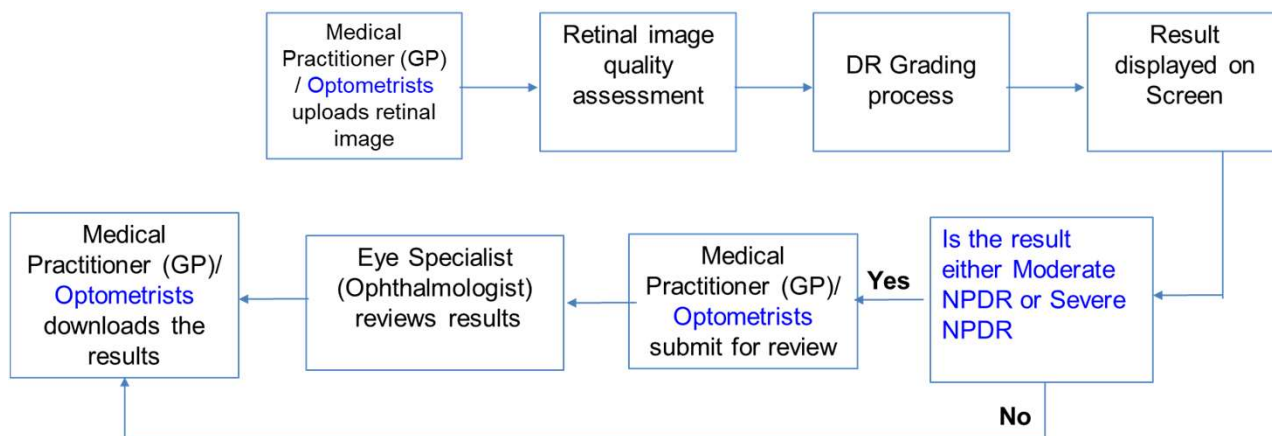 Medical
Practitioner (GP)
/ Optometrists
uploads retinal
image
Retinal image
quality
assessment
DR Grading
process
Result
displayed on
Screen
Is the result
either Moderate
NPDR or Severe
NPDR
Yes
Medical
Practitioner (GP)/
Optometrists
submit for review
Eye Specialist
(Ophthalmologist)
reviews results
Medical
Practitioner (GP)/
Optometrists
downloads the
results
No